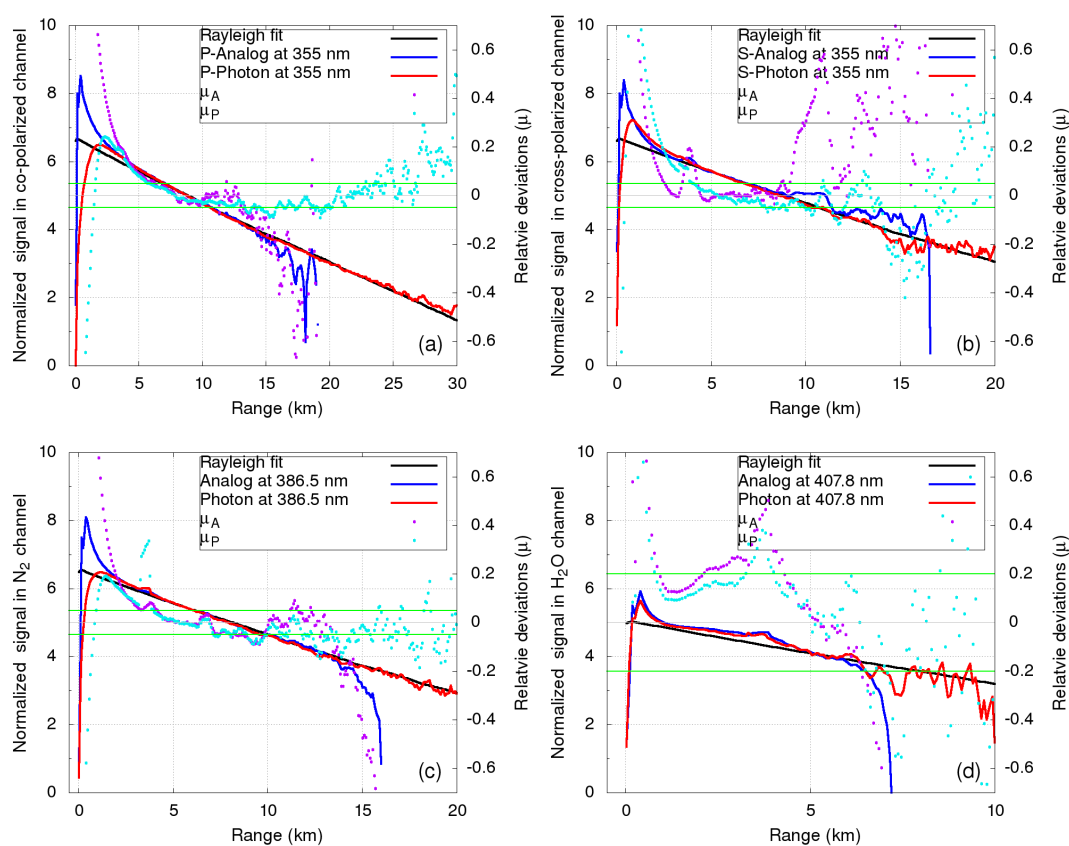 10
8
6
4
2
0
Normalized signal in co-polarized channel
Rayleigh fit
P-Analog at 355 nm
P-Photon at 355 nm
μA
μP
0.6
0.4
0.2
0
-0.2
-0.4
-0.6
Relatvie deviations (μ)
(a)
0 5 10 15 20 25 30
Range (km)
10
8
6
4
2
0
Normalized signal in cross-polarized channel
Rayleigh fit
S-Analog at 355 nm
S-Photon at 355 nm
μA
μP
0.6
0.4
0.2
0
-0.2
-0.4
-0.6
Relatvie deviations (μ)
(b)
0 5 10 15 20
Range (km)
10
8
6
4
2
0
Normalized signal in N2 channel
Rayleigh fit
Analog at 386.5 nm
Photon at 386.5 nm
μA
μP
0.6
0.4
0.2
0
-0.2
-0.4
-0.6
Relatvie deviations (μ)
(c)
0 5 10 15 20
Range (km)
10
8
6
4
2
0
Normalized signal in H2O channel
Rayleigh fit
Analog at 407.8 nm
Photon at 407.8 nm
μA
μP
0.6
0.4
0.2
0
-0.2
-0.4
-0.6
Relatvie deviations (μ)
(d)
0 5 10
Range (km)